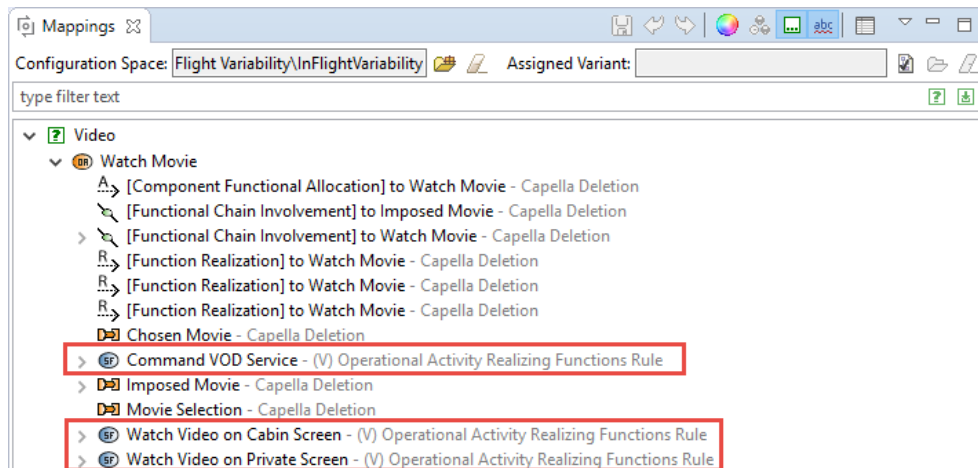 Mappings
abc
Configuration Space: Flight Variability\InFlightVariability Assigned Variant:
type filter text
? Video
OA Watch Movie
A [Component Functional Allocation] to Watch Movie - Capella Deletion
[Functional Chain Involvement] to Imposed Movie - Capella Deletion
[Functional Chain Involvement] to Watch Movie - Capella Deletion
R [Function Realization] to Watch Movie - Capella Deletion
R [Function Realization] to Watch Movie - Capella Deletion
R [Function Realization] to Watch Movie - Capella Deletion
Chosen Movie - Capella Deletion
SF Command VOD Service - (V) Operational Activity Realizing Functions Rule
Imposed Movie - Capella Deletion
Movie Selection - Capella Deletion
SF Watch Video on Cabin Screen - (V) Operational Activity Realizing Functions Rule
SF Watch Video on Private Screen - (V) Operational Activity Realizing Functions Rule